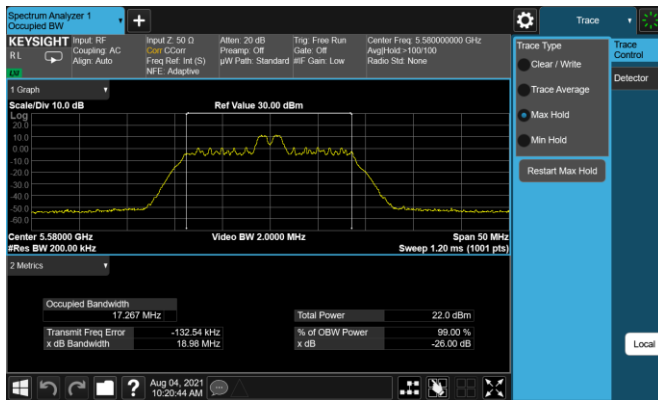 Spectrum Analyzer 1
Occupied BW
Trace
KEYSIGHT
RL
LXI
Input: RF
Coupling: AC
Align: Auto
Input Z: 50 Ω
Corr CCorr
Freq Ref: Int (S)
NFE: Adaptive
Atten: 20 dB
Preamp: Off
µW Path: Standard
Trig: Free Run
Gate: Off
#IF Gain: Low
Center Freq: 5.580000000 GHz
Avg|Hold:>100/100
Radio Std: None
1 Graph
Scale/Div 10.0 dB
Ref Value 30.00 dBm
Log
20.0
10.0
0.00
-10.0
-20.0
-30.0
-40.0
-50.0
-60.0
Center 5.58000 GHz
#Res BW 200.00 kHz
Video BW 2.0000 MHz
Span 50 MHz
Sweep 1.20 ms (1001 pts)
2 Metrics
Occupied Bandwidth
17.267 MHz
Total Power 22.0 dBm
Transmit Freq Error -132.54 kHz
% of OBW Power 99.00 %
x dB Bandwidth 18.98 MHz
x dB -26.00 dB
Aug 04, 2021
10:20:44 AM
Trace Type
Clear / Write
Trace Average
Max Hold
Min Hold
Restart Max Hold
Trace
Control
Detector
Local